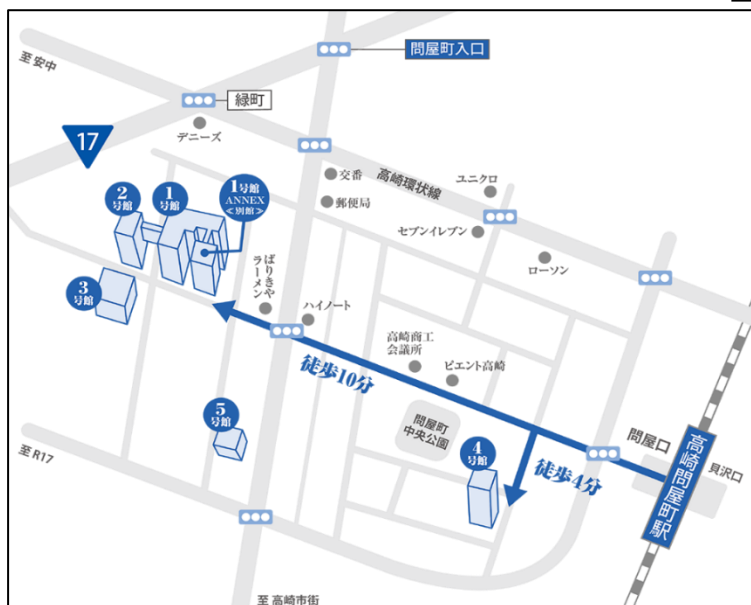 至 安中
問屋町入口
緑町
デニーズ
17
高崎環状線
交番
郵便局
ユニクロ
セブンイレブン
ローソン
2
号館
1
号館
1号館
ANNEX
<別館>
3
号館
ばりきや
ラーメン
ハイノート
徒歩10分
高崎商工
会議所
ビエント高崎
問屋町
中央公園
5
号館
4
号館
徒歩4分
問屋口
高崎問屋町駅
貝沢口
至 R17
至 高崎市街